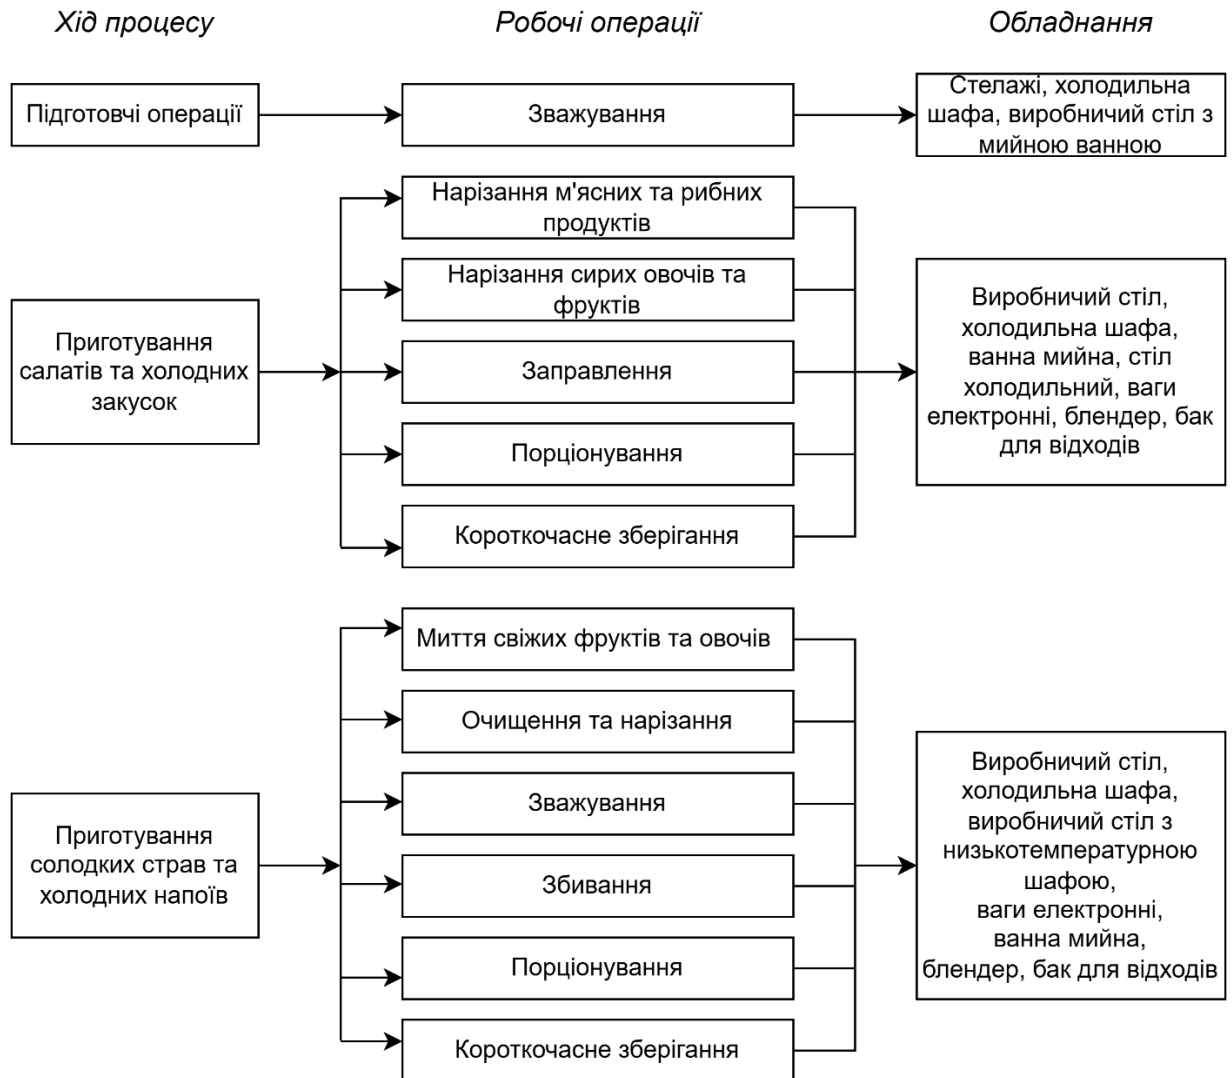 Хід процесу
Робочі операції
Обладнання
Підготовчі операції
Зважування
Стелажі, холодильна
шафа, виробничий стіл з
мийною ванною
Приготування
салатів та холодних
закусок
Нарізання м'ясних та рибних
продуктів
Нарізання сирих овочів та
фруктів
Заправлення
Порціонування
Короткочасне зберігання
Виробничий стіл,
холодильна шафа,
ванна мийна, стіл
холодильний, ваги
електронні, блендер, бак
для відходів
Приготування
солодких страв та
холодних напоїв
Миття свіжих фруктів та овочів
Очищення та нарізання
Зважування
Збивання
Порціонування
Короткочасне зберігання
Виробничий стіл,
холодильна шафа,
виробничий стіл з
низькотемпературною
шафою,
ваги електронні,
ванна мийна,
блендер, бак для відходів